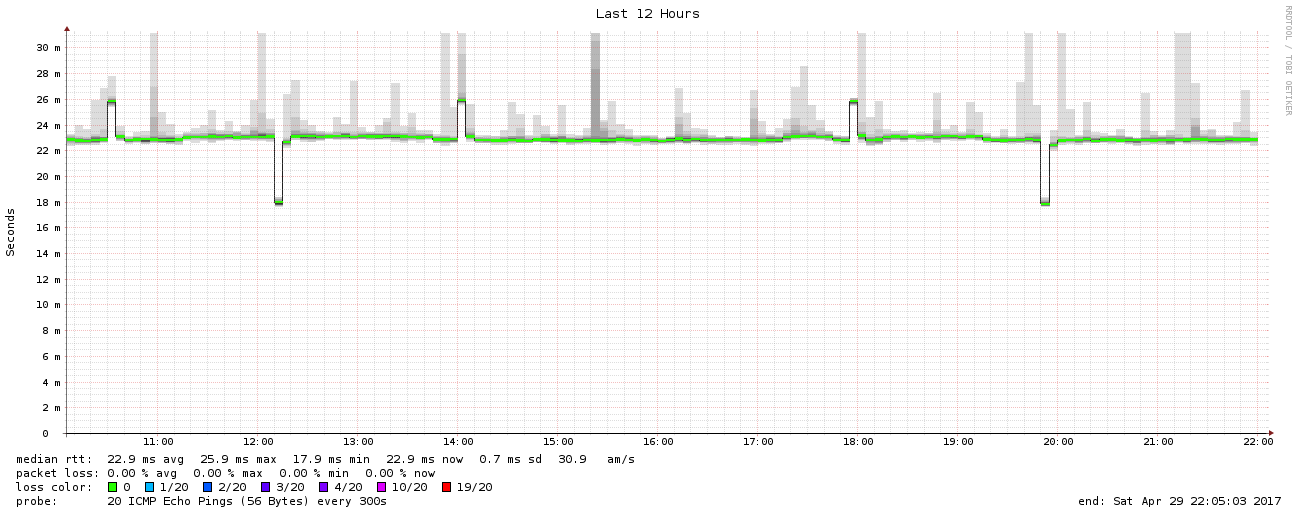 Last 12 Hours
RRDTOOL / TOBI OETIKER
Seconds
30 m
28 m
26 m
24 m
22 m
20 m
18 m
16 m
14 m
12 m
10 m
8 m
6 m
4 m
2 m
0
11:00 12:00 13:00 14:00 15:00 16:00 17:00 18:00 19:00 20:00 21:00 22:00
median rtt: 22.9 ms avg 25.9 ms max 17.9 ms min 22.9 ms now 0.7 ms sd 30.9 am/s
packet loss: 0.00 % avg 0.00 % max 0.00 % min 0.00 % now
loss color: 0 1/20 2/20 3/20 4/20 10/20 19/20
probe: 20 ICMP Echo Pings (56 Bytes) every 300s end: Sat Apr 29 22:05:03 2017